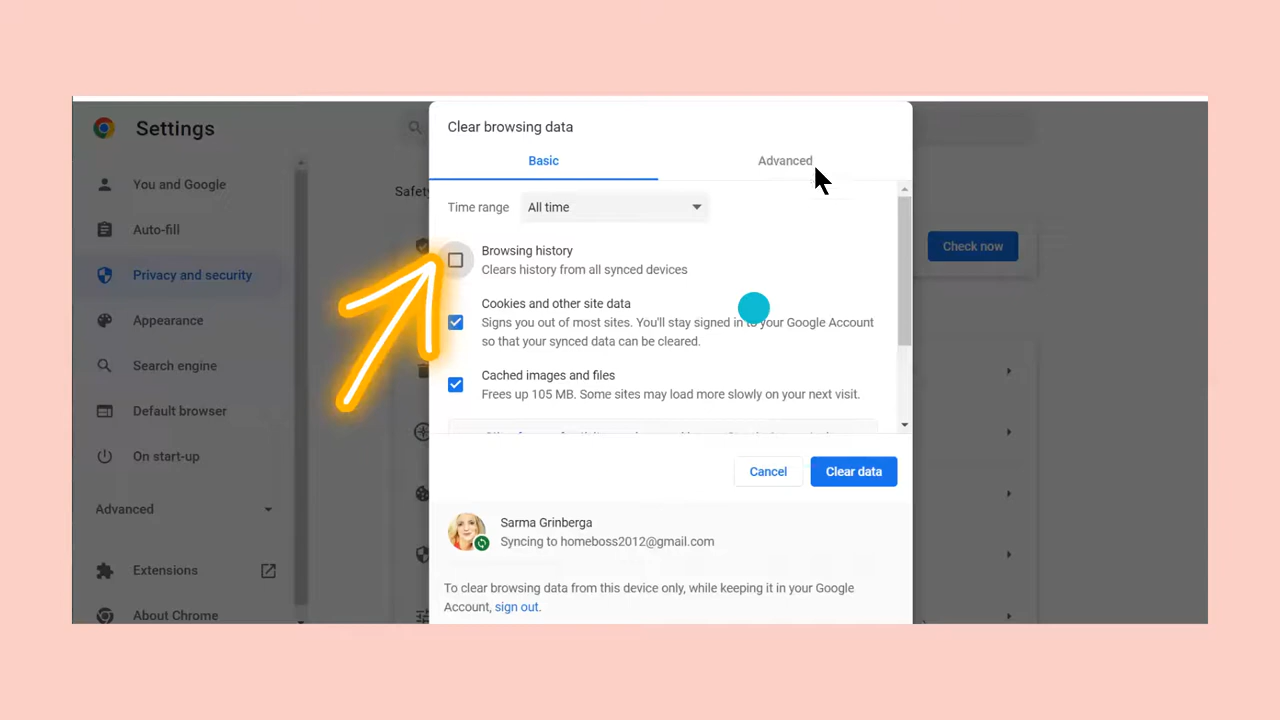 Settings
You and Google
Auto-fill
Privacy and security
Appearance
Search engine
Default browser
On start-up
Advanced
Extensions
About Chrome
Safety
Check now
Clear browsing data
Basic
Advanced
Time range
All time
Browsing history
Clears history from all synced devices
Cookies and other site data
Signs you out of most sites. You'll stay signed in to your Google Account
so that your synced data can be cleared.
Cached images and files
Frees up 105 MB. Some sites may load more slowly on your next visit.
Cancel
Clear data
Sarma Grinberga
Syncing to homeboss2012@gmail.com
To clear browsing data from this device only, while keeping it in your Google
Account, sign out.